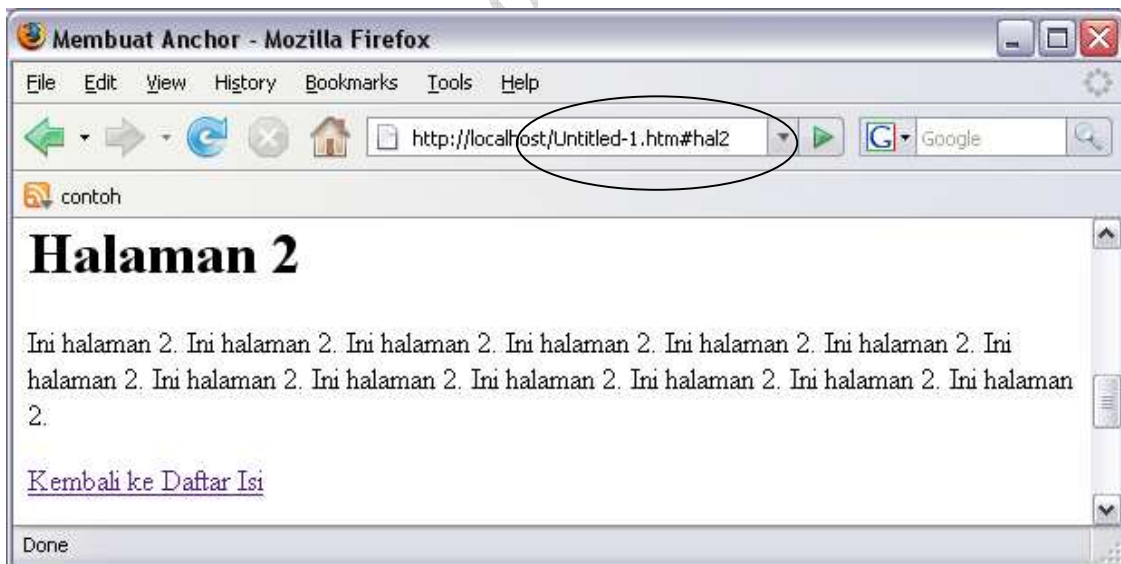 Membuat Anchor - Mozilla Firefox
File Edit View History Bookmarks Tools Help
http://localhost/Untitled-1.htm#hal2 G Google
contoh
Halaman 2
Ini halaman 2. Ini halaman 2. Ini halaman 2. Ini halaman 2. Ini halaman 2. Ini halaman 2. Ini
halaman 2. Ini halaman 2. Ini halaman 2. Ini halaman 2. Ini halaman 2. Ini halaman 2. Ini halaman
2.
Kembali ke Daftar Isi
Done